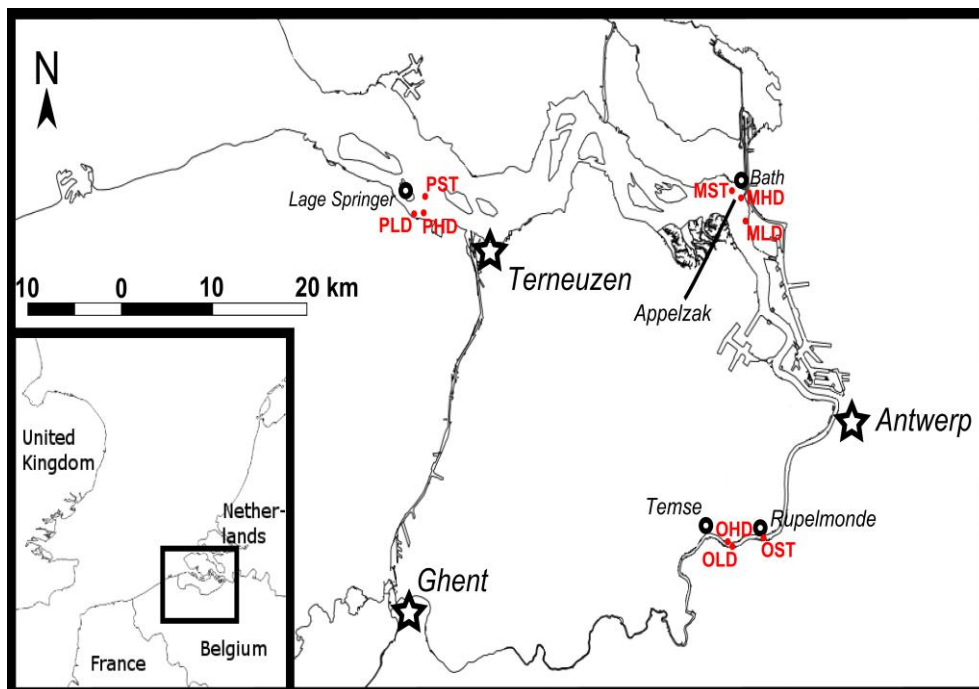 N
Lage Springer
PST
PLD
PHD
Terneuzen
MST
Bath
MHD
MLD
Appelzak
10
0
10
20 km
Antwerp
Temse
OHD
Rupelmonde
OLD
OST
Ghent
United
Kingdom
Nether-
lands
Belgium
France